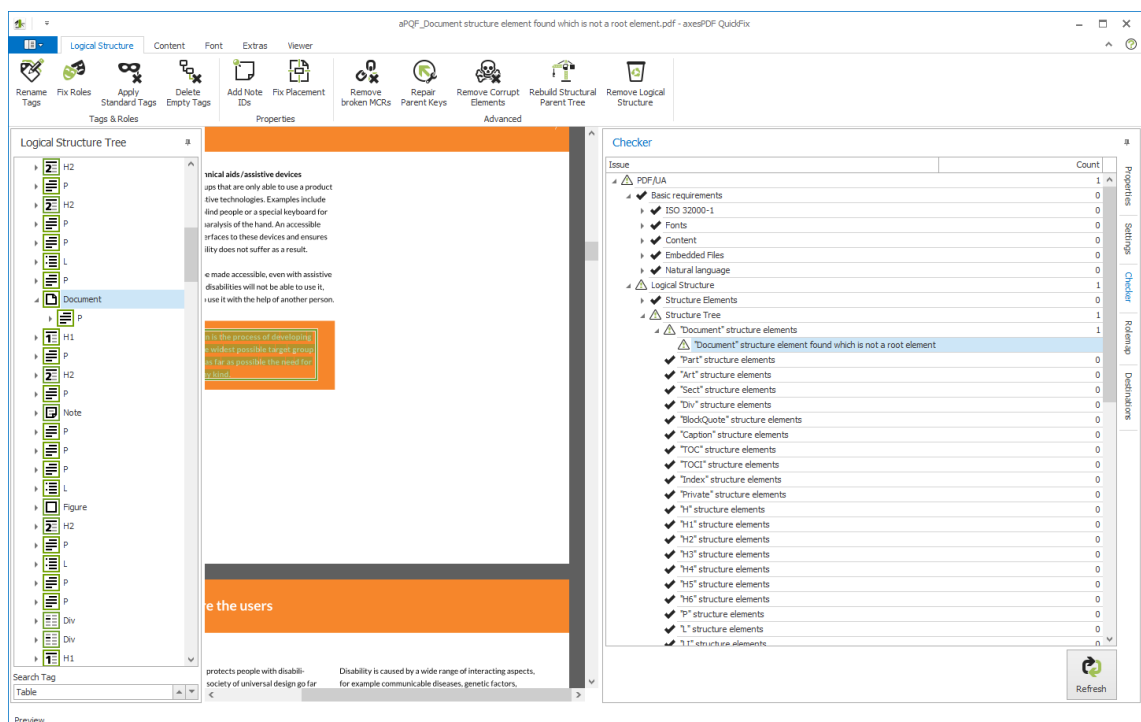 aPQF_Document structure element found which is not a root element.pdf - axesPDF QuickFix
Logical Structure Content Font Extras Viewer
Rename Tags
Fix Roles
Apply Standard Tags
Delete Empty Tags
Add Note IDs
Fix Placement
Remove broken MCRs
Repair Parent Keys
Remove Corrupt Elements
Rebuild Structural Parent Tree
Remove Logical Structure
Tags & Roles
Properties
Advanced
Logical Structure Tree
H2
P
H2
P
P
L
P
Document
P
H1
P
H2
P
Note
P
P
P
L
Figure
H2
P
L
P
P
Div
Div
H1
Search Tag
Table
Preview
nnical aids/assistive devices
ups that are only able to use a product
tive technologies. Examples include
lind people or a special keyboard for
aralysis of the hand. An accessible
erfaces to these devices and ensures
ility does not suffer as a result.
e made accessible, even with assistive
disabilities will not be able to use it,
use it with the help of another person.
n is the process of developing
widest possible target group
as far as possible the need for
y kind.
re the users
protects people with disabili-
society of universal design go far
Disability is caused by a wide range of interacting aspects,
for example communicable diseases, genetic factors,
Checker
Issue Count
PDF/UA 1
Basic requirements 0
ISO 32000-1 0
Fonts 0
Content 0
Embedded Files 0
Natural language 0
Logical Structure 1
Structure Elements 0
Structure Tree 1
"Document" structure elements 1
"Document" structure element found which is not a root element
"Part" structure elements 0
"Art" structure elements 0
"Sect" structure elements 0
"Div" structure elements 0
"BlockQuote" structure elements 0
"Caption" structure elements 0
"TOC" structure elements 0
"TOCI" structure elements 0
"Index" structure elements 0
"Private" structure elements 0
"H" structure elements 0
"H1" structure elements 0
"H2" structure elements 0
"H3" structure elements 0
"H4" structure elements 0
"H5" structure elements 0
"H6" structure elements 0
"P" structure elements 0
"L" structure elements 0
"LI" structure elements 0
Refresh
Properties
Settings
Checker
Rolemap
Destinations